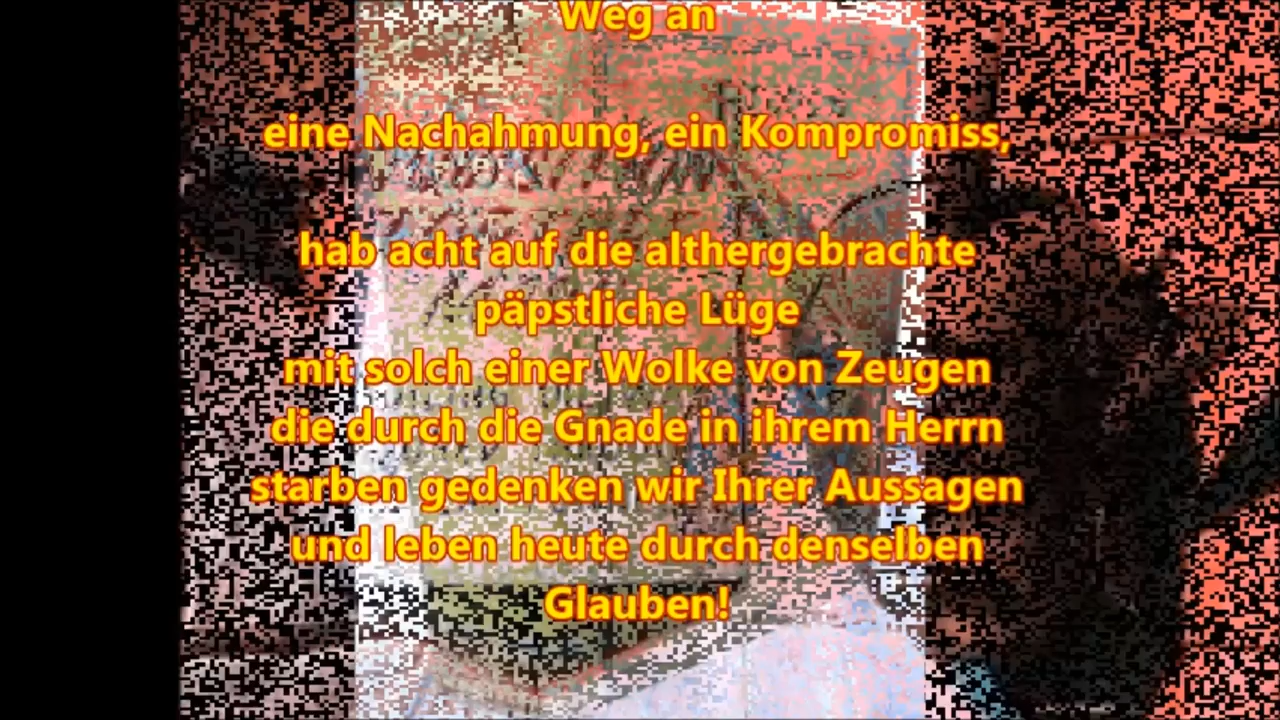 Weg an
eine Nachahmung, ein Kompromiss,
hab acht auf die althergebrachte
päpstliche Lüge
mit solch einer Wolke von Zeugen
die durch die Gnade in ihrem Herrn
starben gedenken wir Ihrer Aussagen
und leben heute durch denselben
Glauben!